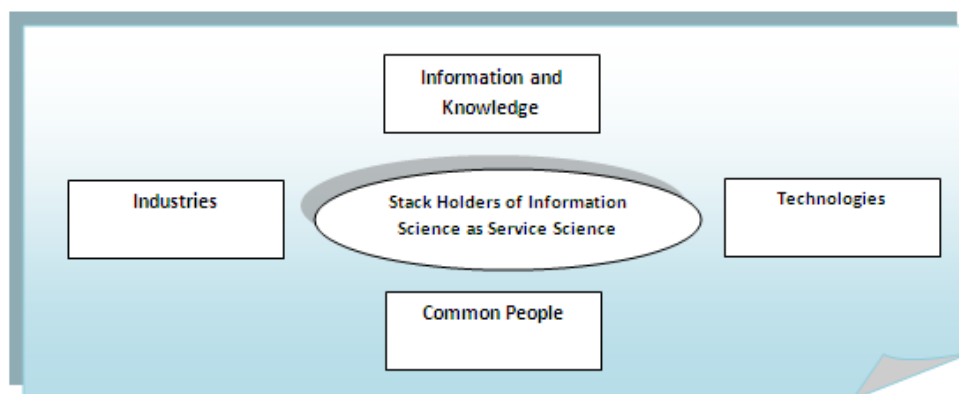 Information and
Knowledge
Industries
Stack Holders of Information
Science as Service Science
Technologies
Common People